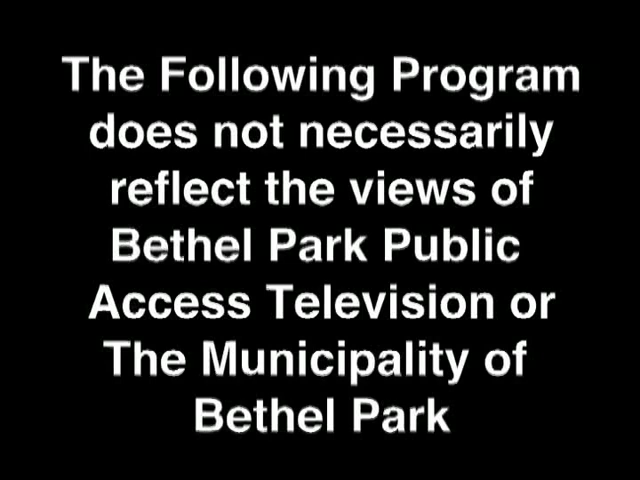 The Following Program
does not necessarily
reflect the views of
Bethel Park Public
Access Television or
The Municipality of
Bethel Park